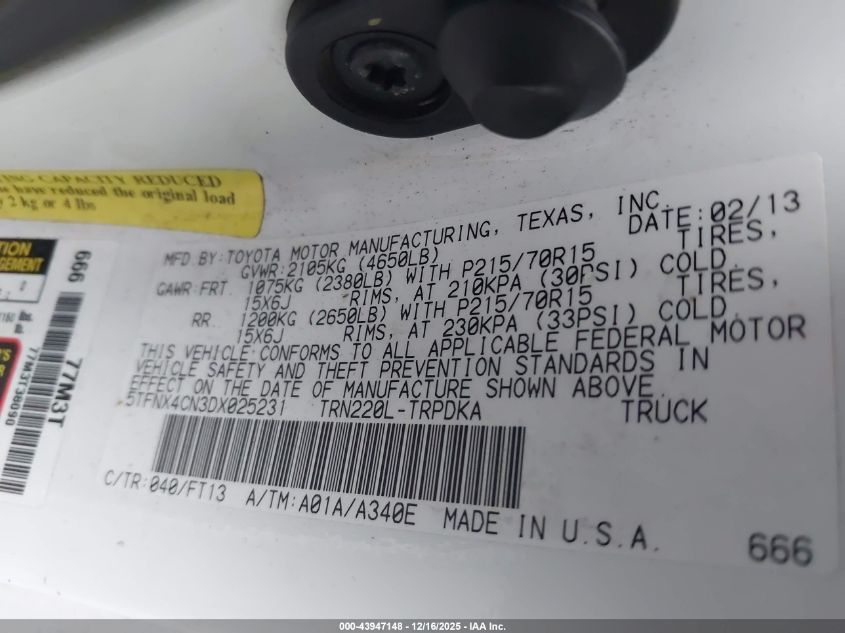 ING CAPACITY REDUCED
have reduced the original load
2 kg or 4 lbs
666
77M3T
77M3T38090
MFD.BY:TOYOTA MOTOR MANUFACTURING, TEXAS, INC.
DATE:02/13
GVWR:2105KG (4650LB)
GAWR:FRT. 1075KG (2380LB) WITH P215/70R15 TIRES,
15X6J RIMS, AT 210KPA (30PSI) COLD.
RR. 1200KG (2650LB) WITH P215/70R15 TIRES,
15X6J RIMS, AT 230KPA (33PSI) COLD.
THIS VEHICLE CONFORMS TO ALL APPLICABLE FEDERAL MOTOR
VEHICLE SAFETY AND THEFT PREVENTION STANDARDS IN
EFFECT ON THE DATE OF MANUFACTURE SHOWN ABOVE.
5TFNX4CN3DX025231 TRN220L-TRPDKA TRUCK
C/TR:040/FT13 A/TM:A01A/A340E MADE IN U.S.A.
666
000-43947148 - 12/16/2025 - IAA Inc.